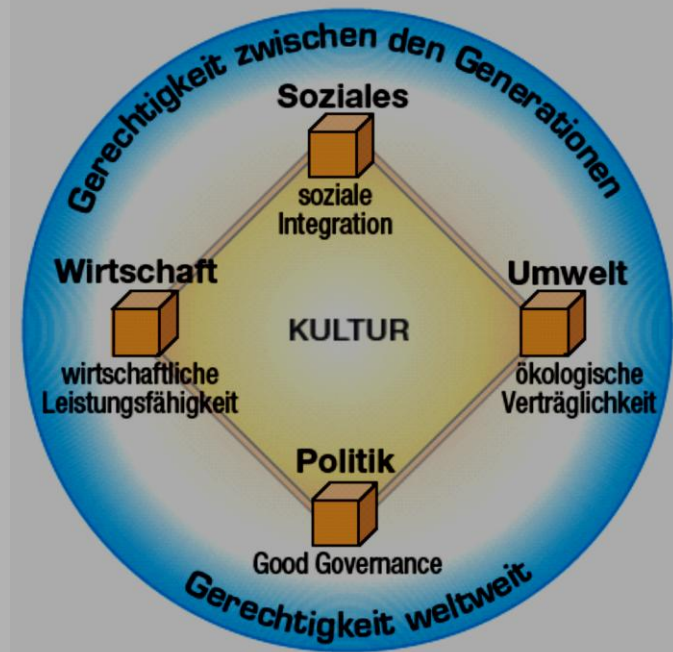 Gerechtigkeit zwischen den Generationen
Soziales
soziale
Integration
Wirtschaft
wirtschaftliche
Leistungsfähigkeit
KULTUR
Umwelt
ökologische
Verträglichkeit
Politik
Good Governance
Gerechtigkeit weltweit